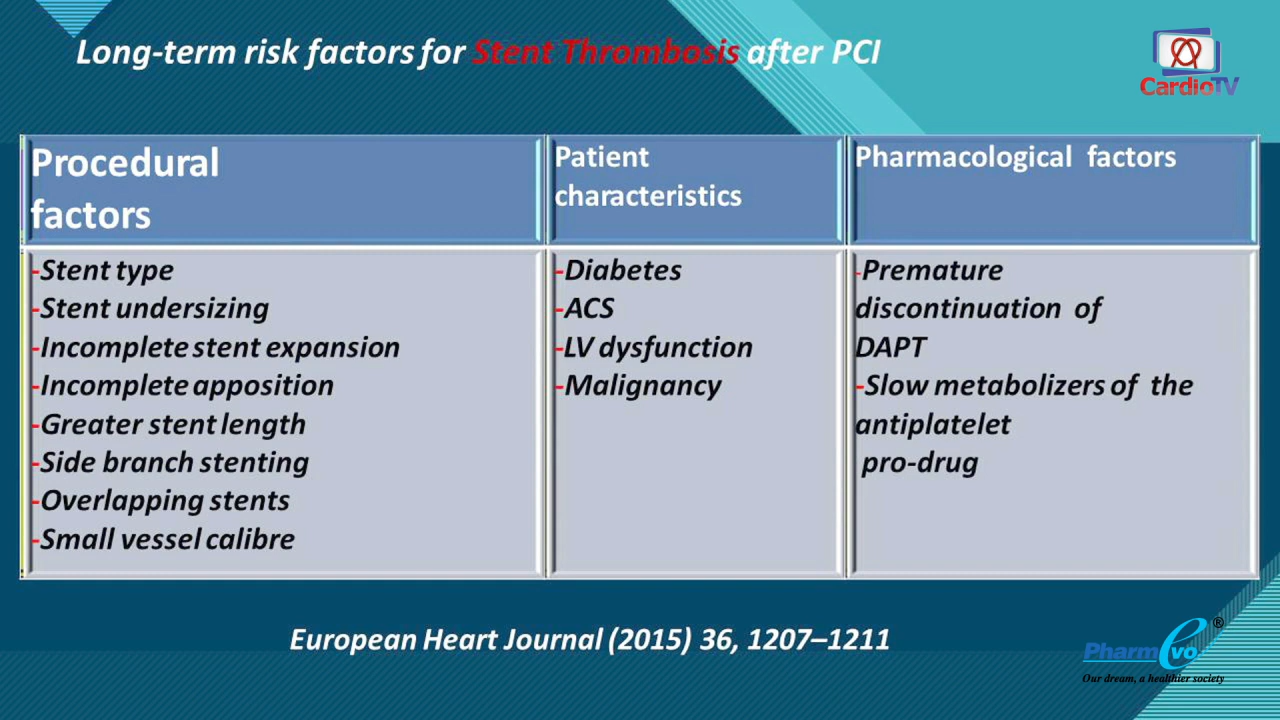 Long-term risk factors for Stent Thrombosis after PCI
CardioTV
Procedural
factors
Patient
characteristics
Pharmacological factors
-Stent type
-Stent undersizing
-Incomplete stent expansion
-Incomplete apposition
-Greater stent length
-Side branch stenting
-Overlapping stents
-Small vessel calibre
-Diabetes
-ACS
-LV dysfunction
-Malignancy
-Premature
discontinuation of
DAPT
-Slow metabolizers of the
antiplatelet
pro-drug
European Heart Journal (2015) 36, 1207–1211
PharmEvo®
Our dream, a healthier society